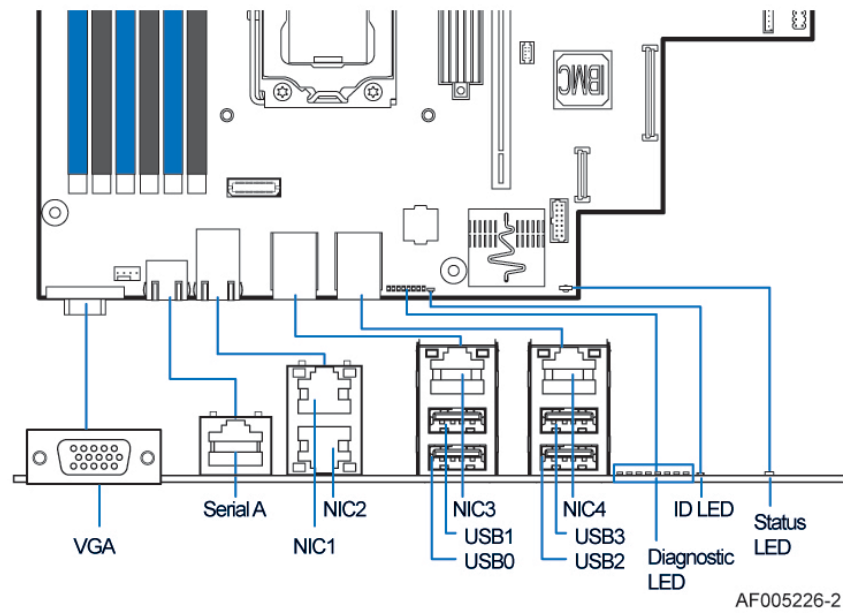 BMC
Serial A
NIC2
NIC3
NIC4
ID LED
Status
LED
VGA
NIC1
USB1
USB0
USB3
USB2
Diagnostic
LED
AF005226-2